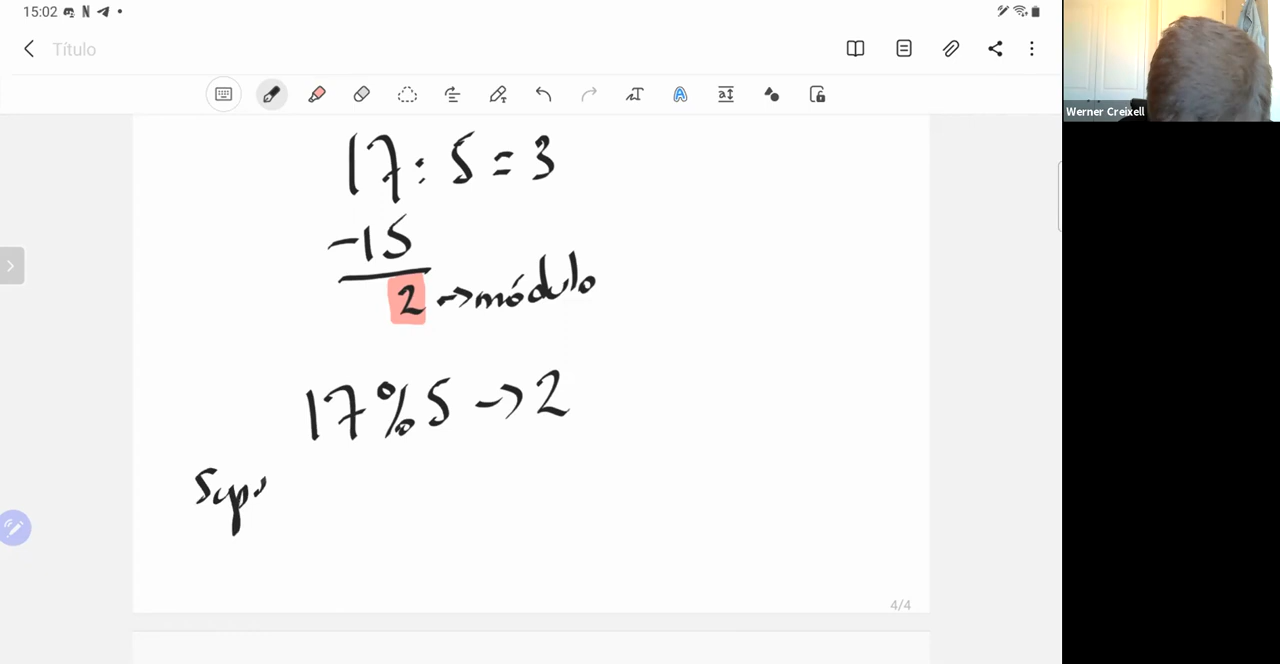 15:02 N
Título
Werner Creixell
17 : 5 = 3
-15
2 -> módulo
17 % 5 -> 2
4/4